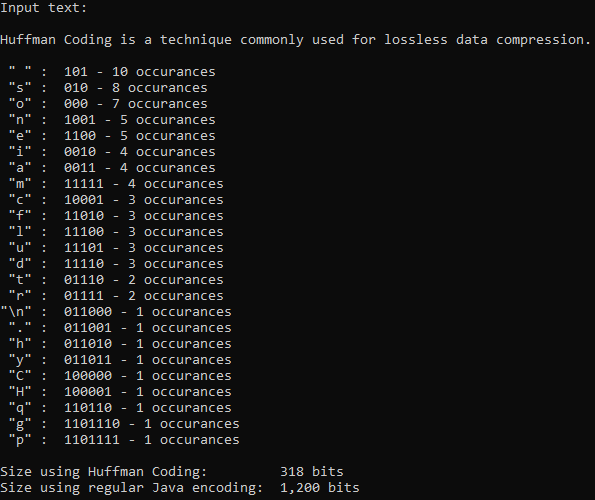 Input text:
Huffman Coding is a technique commonly used for lossless data compression.
" " :  101 - 10 occurances
"s" :  010 - 8 occurances
"o" :  000 - 7 occurances
"n" :  1001 - 5 occurances
"e" :  1100 - 5 occurances
"i" :  0010 - 4 occurances
"a" :  0011 - 4 occurances
"m" :  11111 - 4 occurances
"c" :  10001 - 3 occurances
"f" :  11010 - 3 occurances
"l" :  11100 - 3 occurances
"u" :  11101 - 3 occurances
"d" :  11110 - 3 occurances
"t" :  01110 - 2 occurances
"r" :  01111 - 2 occurances
"\n" :  011000 - 1 occurances
"." :  011001 - 1 occurances
"h" :  011010 - 1 occurances
"y" :  011011 - 1 occurances
"C" :  100000 - 1 occurances
"H" :  100001 - 1 occurances
"q" :  110110 - 1 occurances
"g" :  1101110 - 1 occurances
"p" :  1101111 - 1 occurances
Size using Huffman Coding:         318 bits
Size using regular Java encoding:  1,200 bits